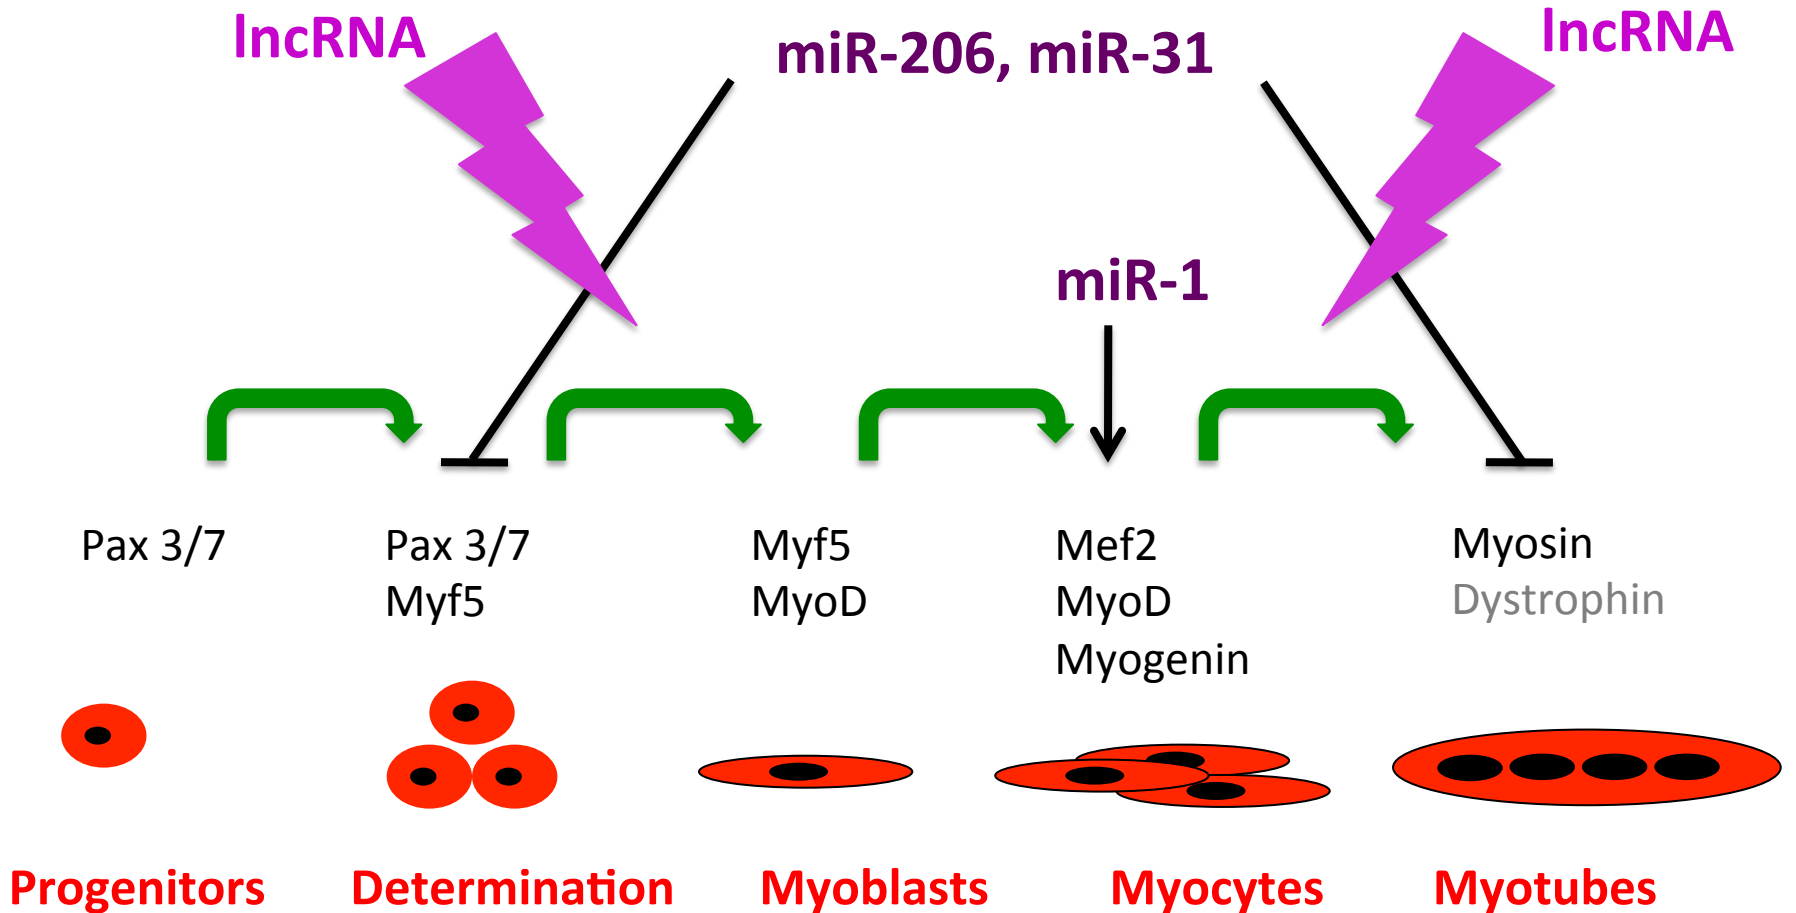 lncRNA
miR-206, miR-31
lncRNA
miR-1
Pax 3/7
Pax 3/7
Myf5
Myf5
MyoD
Mef2
MyoD
Myogenin
Myosin
Dystrophin
Progenitors
Determination
Myoblasts
Myocytes
Myotubes